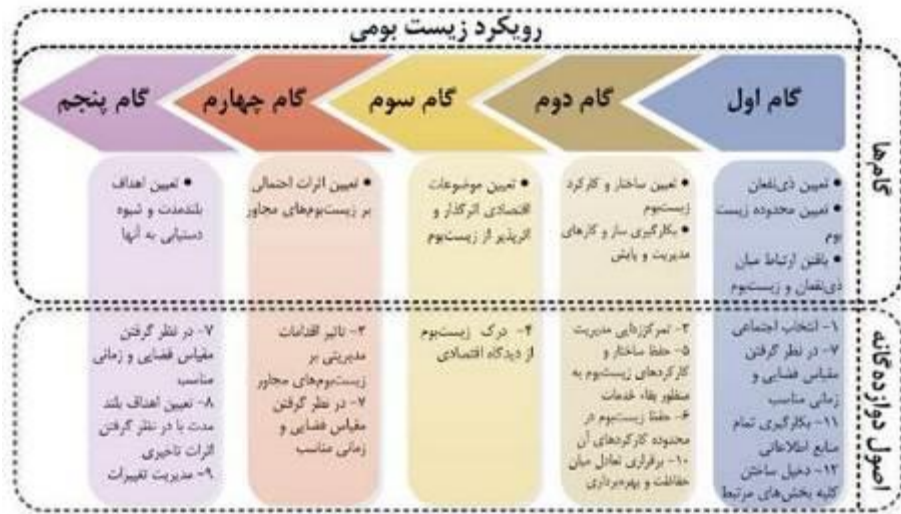 رویکرد زیست بومی
گام‌ها
گام اول
گام دوم
گام سوم
گام چهارم
گام پنجم
• تعیین ذی‌نفعان
• تعیین محدوده زیست
بوم
• یافتن ارتباط میان
ذی‌نفعان و زیست‌بوم
• تعیین ساختار و کارکرد
زیست‌بوم
• بکارگیری ساز و کارهای
مدیریت و پایش
• تعیین موضوعات
اقتصادی اثرگذار و
اثرپذیر از زیست‌بوم
• تعیین اثرات احتمالی
بر زیست‌بوم‌های مجاور
• تعیین اهداف
بلندمدت و شیوه
دستیابی به آنها
اصول دوازده‌گانه
۱- انتخاب اجتماعی
۷- در نظر گرفتن
مقیاس فضایی و
زمانی مناسب
۱۱- بکارگیری تمام
منابع اطلاعاتی
۱۲- دخیل ساختن
کلیه بخش‌های مرتبط
۲- تمرکززدایی مدیریت
۵- حفظ ساختار و
کارکردهای زیست‌بوم به
منظور بقاء خدمات
۶- حفظ زیست‌بوم در
محدوده کارکردهای آن
۱۰- برقراری تعادل میان
حفاظت و بهره‌برداری
۴- درک زیست‌بوم
از دیدگاه اقتصادی
۳- تاثیر اقدامات
مدیریتی بر
زیست‌بوم‌های مجاور
۷- در نظر گرفتن
مقیاس فضایی و
زمانی مناسب
۷- در نظر گرفتن
مقیاس فضایی و زمانی
مناسب
۸- تعیین اهداف بلند
مدت با در نظر گرفتن
اثرات تاخیری
۹- مدیریت تغییرات